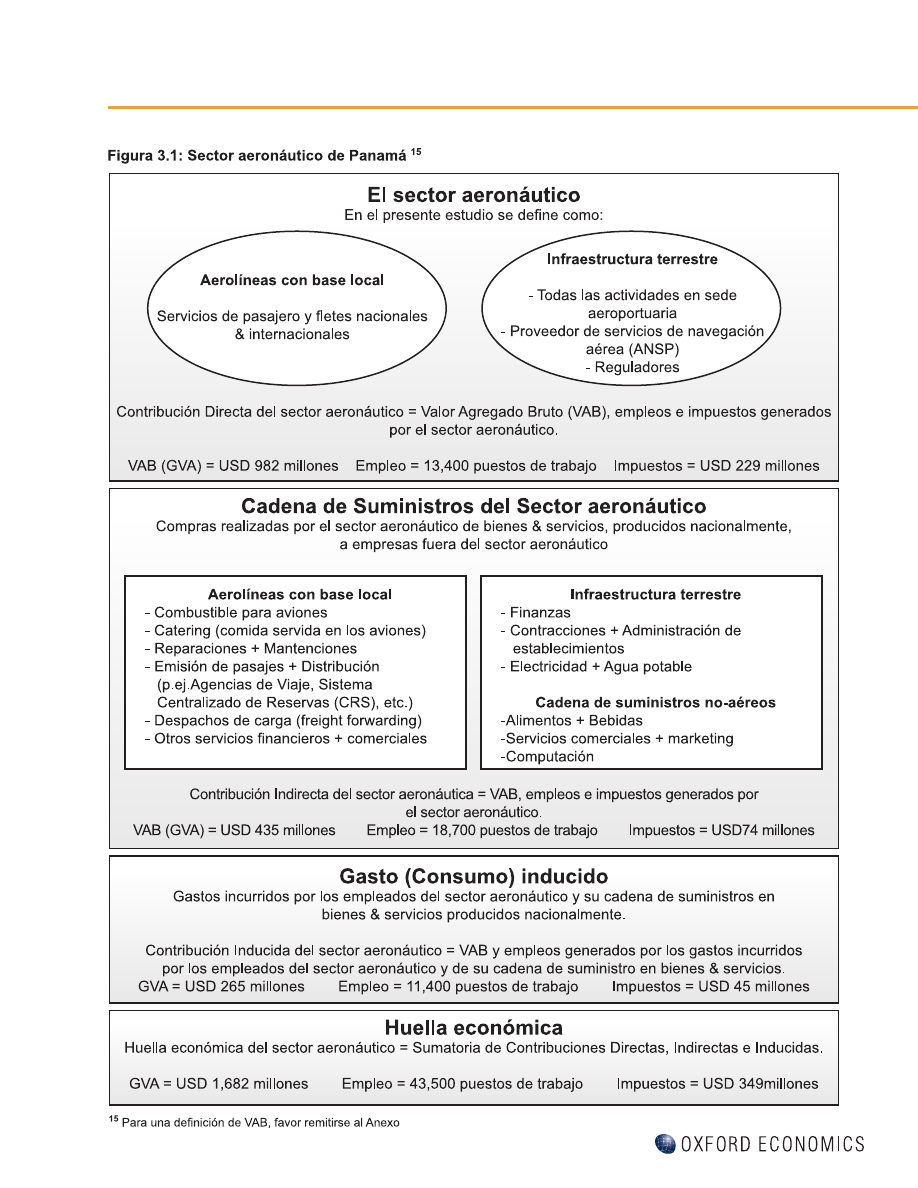 Figura 3.1: Sector aeronáutico de Panamá 15
El sector aeronáutico
En el presente estudio se define como:
Aerolíneas con base local
Servicios de pasajero y fletes nacionales
& internacionales
Infraestructura terrestre
- Todas las actividades en sede
aeroportuaria
- Proveedor de servicios de navegación
aérea (ANSP)
- Reguladores
Contribución Directa del sector aeronáutico = Valor Agregado Bruto (VAB), empleos e impuestos generados
por el sector aeronáutico.
VAB (GVA) = USD 982 millones Empleo = 13,400 puestos de trabajo Impuestos = USD 229 millones
Cadena de Suministros del Sector aeronáutico
Compras realizadas por el sector aeronáutico de bienes & servicios, producidos nacionalmente,
a empresas fuera del sector aeronáutico
Aerolíneas con base local
- Combustible para aviones
- Catering (comida servida en los aviones)
- Reparaciones + Mantenciones
- Emisión de pasajes + Distribución
(p.ej.Agencias de Viaje, Sistema
Centralizado de Reservas (CRS), etc.)
- Despachos de carga (freight forwarding)
- Otros servicios financieros + comerciales
Infraestructura terrestre
- Finanzas
- Contracciones + Administración de
establecimientos
- Electricidad + Agua potable
Cadena de suministros no-aéreos
-Alimentos + Bebidas
-Servicios comerciales + marketing
-Computación
Contribución Indirecta del sector aeronáutica = VAB, empleos e impuestos generados por
el sector aeronáutico.
VAB (GVA) = USD 435 millones Empleo = 18,700 puestos de trabajo Impuestos = USD74 millones
Gasto (Consumo) inducido
Gastos incurridos por los empleados del sector aeronáutico y su cadena de suministros en
bienes & servicios producidos nacionalmente.
Contribución Inducida del sector aeronáutico = VAB y empleos generados por los gastos incurridos
por los empleados del sector aeronáutico y de su cadena de suministro en bienes & servicios.
GVA = USD 265 millones Empleo = 11,400 puestos de trabajo Impuestos = USD 45 millones
Huella económica
Huella económica del sector aeronáutico = Sumatoria de Contribuciones Directas, Indirectas e Inducidas.
GVA = USD 1,682 millones Empleo = 43,500 puestos de trabajo Impuestos = USD 349millones
15 Para una definición de VAB, favor remitirse al Anexo
OXFORD ECONOMICS